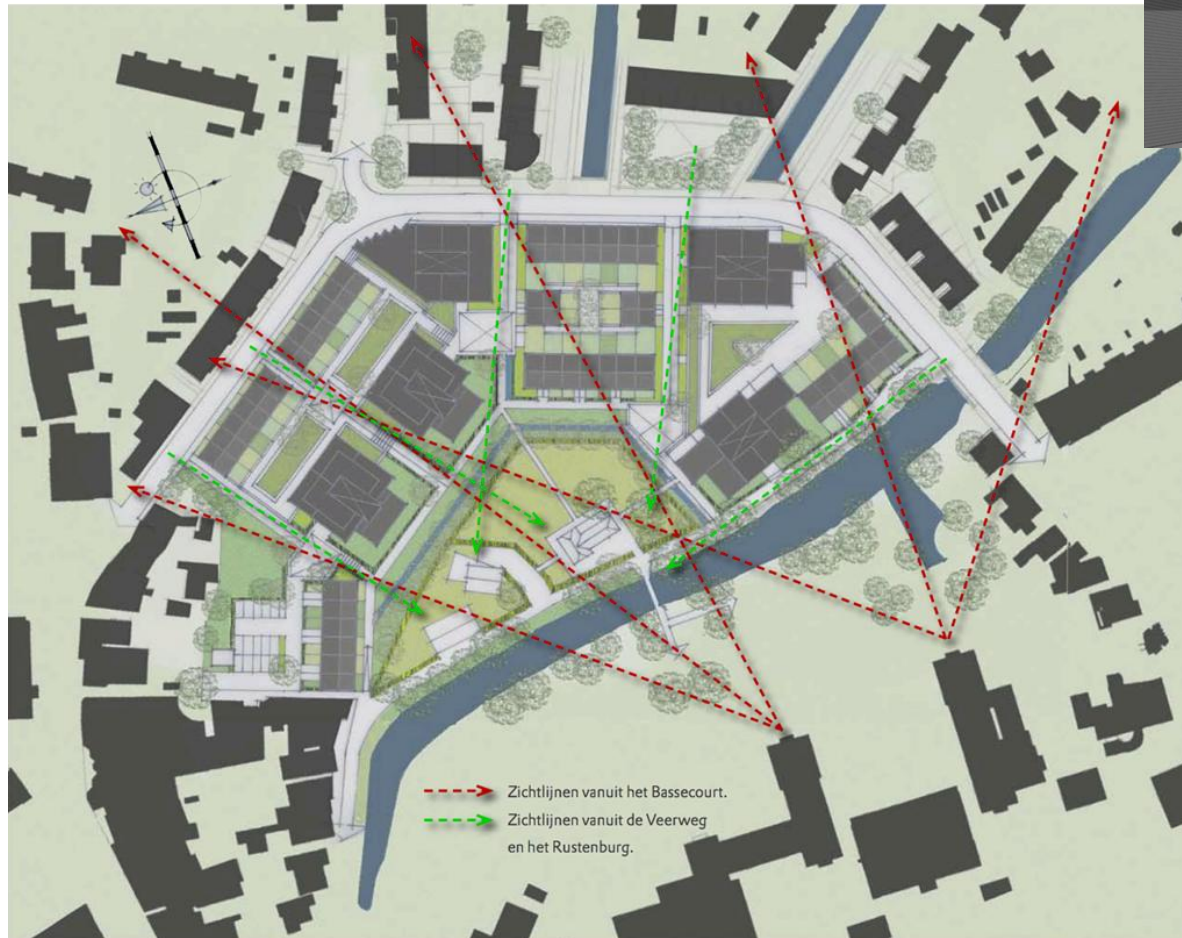 Zichtlijnen vanuit het Bassecourt.
Zichtlijnen vanuit de Veerweg
en het Rustenburg.